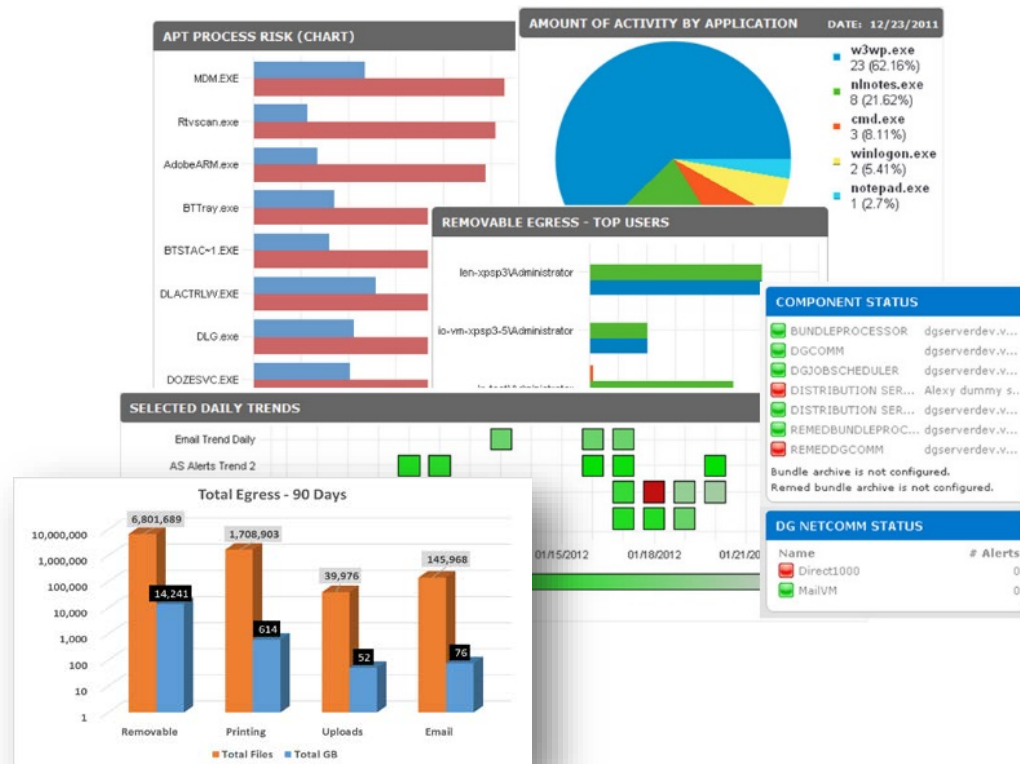 APT PROCESS RISK (CHART)
MDM.EXE
Rtvscan.exe
AdobeARM.exe
BTTray.exe
BTSTAC~1.EXE
DLACTRLW.EXE
DLG.exe
DOZESVC.EXE
AMOUNT OF ACTIVITY BY APPLICATION DATE: 12/23/2011
w3wp.exe
23 (62.16%)
nlnotes.exe
8 (21.62%)
cmd.exe
3 (8.11%)
winlogon.exe
2 (5.41%)
notepad.exe
1 (2.7%)
REMOVABLE EGRESS - TOP USERS
len-xpsp3\Administrator
io-vm-xpsp3-5\Administrator
COMPONENT STATUS
BUNDLEPROCESSOR dgserverdev.v...
DGCOMM dgserverdev.v...
DGJOBSCHEDULER dgserverdev.v...
DISTRIBUTION SER... Alexy dummy s...
DISTRIBUTION SER... dgserverdev.v...
REMEDBUNDLEPROC... dgserverdev.v...
REMEDDGCOMM dgserverdev.v...
Bundle archive is not configured.
Remed bundle archive is not configured.
DG NETCOMM STATUS
Name # Alerts
Direct1000 0
MailVM 0
SELECTED DAILY TRENDS
Email Trend Daily
AS Alerts Trend 2
01/15/2012 01/18/2012 01/21/20
Total Egress - 90 Days
10,000,000
1,000,000
100,000
10,000
1,000
100
10
1
6,801,689
14,241
1,708,903
614
39,976
52
145,968
76
Removable Printing Uploads Email
Total Files Total GB